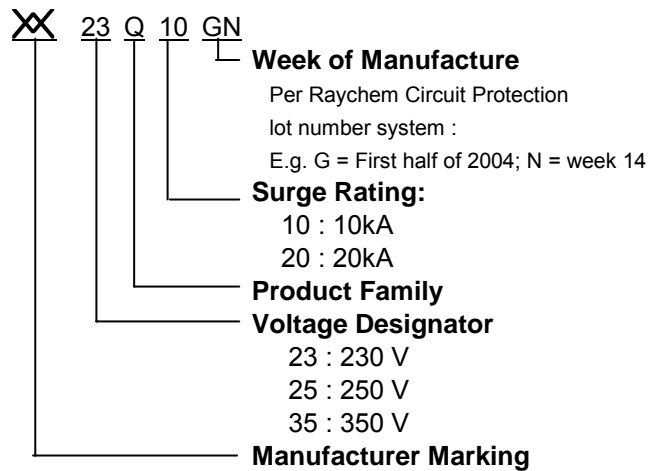 XX 23 Q 10 GN
Week of Manufacture
Per Raychem Circuit Protection
lot number system :
E.g. G = First half of 2004; N = week 14
Surge Rating:
10 : 10kA
20 : 20kA
Product Family
Voltage Designator
23 : 230 V
25 : 250 V
35 : 350 V
Manufacturer Marking